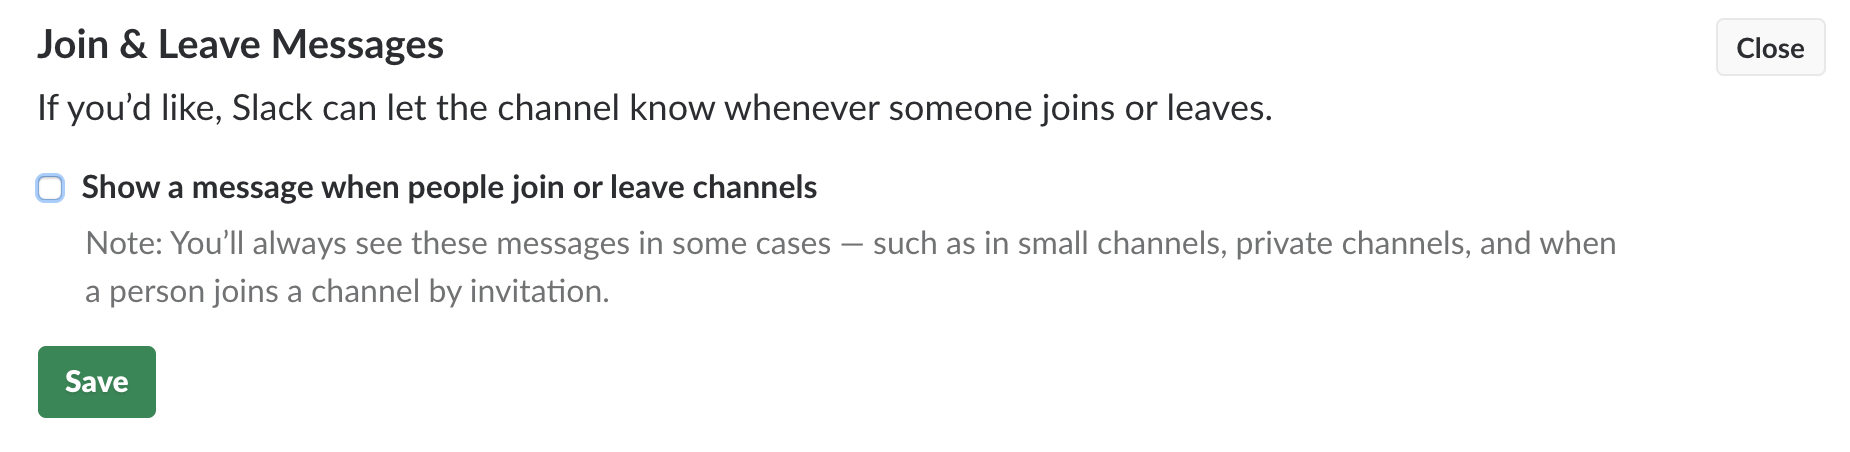 Join & Leave Messages
Close
If you’d like, Slack can let the channel know whenever someone joins or leaves.
Show a message when people join or leave channels
Note: You’ll always see these messages in some cases — such as in small channels, private channels, and when
a person joins a channel by invitation.
Save